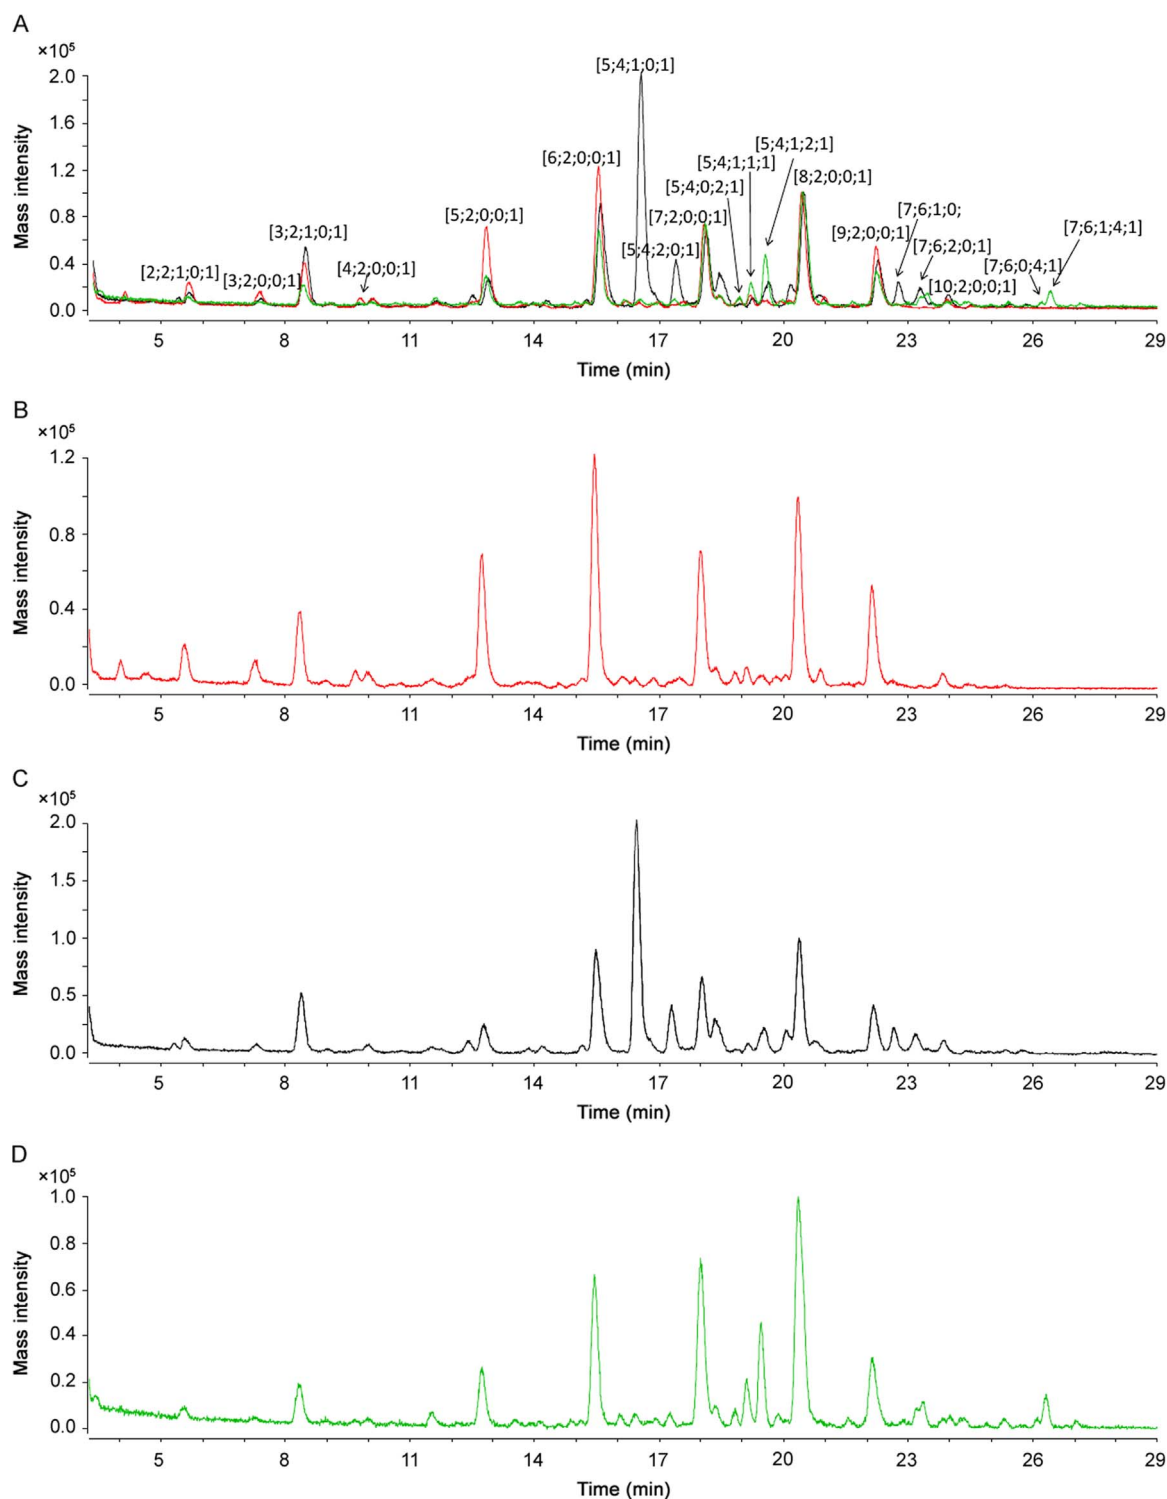 A
×10⁵
[5;4;1;0;1]
2.0
1.6
[5;4;1;2;1]
[6;2;0;0;1]
[5;4;1;1;1]
1.2
[5;4;0;2;1]
[8;2;0;0;1]
[5;2;0;0;1]
[7;2;0;0;1]
[7;6;1;0;
0.8
[3;2;1;0;1]
[9;2;0;0;1]
[7;6;1;4;1]
[5;4;2;0;1]
[7;6;2;0;1]
0.4
[2;2;1;0;1]
[4;2;0;0;1]
[7;6;0;4;1]
[3;2;0;0;1]
[10;2;0;0;1]
0.0
Mass intensity
5 8 11 14 17 20 23 26 29
Time (min)
B
×10⁵
1.2
0.8
0.4
0.0
Mass intensity
5 8 11 14 17 20 23 26 29
Time (min)
C
×10⁵
2.0
1.5
1.0
0.5
0.0
Mass intensity
5 8 11 14 17 20 23 26 29
Time (min)
D
×10⁵
1.0
0.8
0.6
0.4
0.2
0.0
Mass intensity
5 8 11 14 17 20 23 26 29
Time (min)